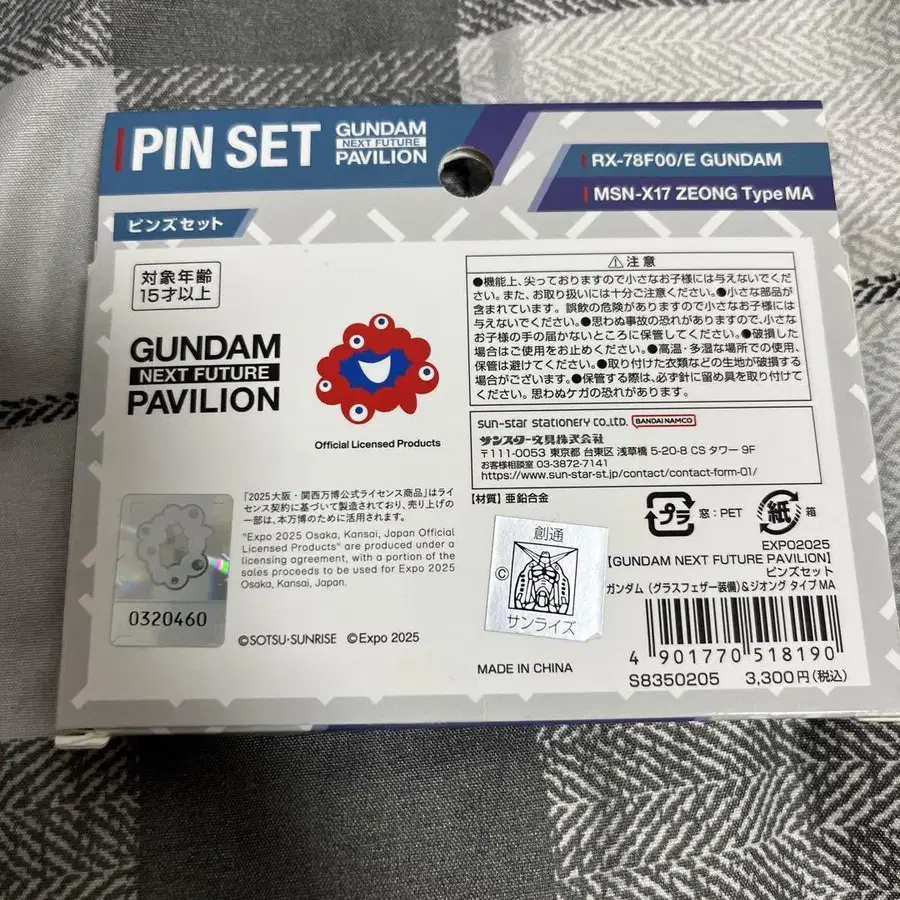 PIN SET
GUNDAM
NEXT FUTURE
PAVILION
RX-78F00/E GUNDAM
MSN-X17 ZEONG Type MA
ピンズセット
対象年齢
15才以上
GUNDAM
NEXT FUTURE
PAVILION
Official Licensed Products
⚠注意
●機能上、尖っておりますので小さなお子様には与えないでくだ
さい。また、お取り扱いには十分ご注意ください。●小さな部品が
含まれています。誤飲の危険がありますので小さなお子様には
与えないでください。●思わぬ事故の恐れがありますので、小さな
お子様の手の届かないところに保管してください。●破損した
場合はご使用をお止めください。●高温・多湿な場所での使用、
保管は避けてください。●取り付けた衣類などの生地が破損する
場合がございます。●保管する際は、必ず針に留め具を取り付けて
ください。思わぬケガの恐れがあります。
sun-star stationery co.,ltd. BANDAI NAMCO
サンスター文具株式会社
〒111-0053 東京都 台東区 浅草橋 5-20-8 CS タワー 9F
お客様相談室 03-3872-7141
https://www.sun-star-st.jp/contact/contact-form-01/
【材質】亜鉛合金
プラ 窓：PET 紙 箱
「2025大阪・関西万博公式ライセンス商品」はライ
センス契約に基づいて製造されており、売り上げの
一部は、本万博のために活用されます。
"Expo 2025 Osaka, Kansai, Japan Official
Licensed Products" are produced under a
licensing agreement, with a portion of the
sales proceeds to be used for Expo 2025
Osaka, Kansai, Japan.
0320460
©SOTSU・SUNRISE ©Expo 2025
創通
©
サンライズ
MADE IN CHINA
EXPO2025
【GUNDAM NEXT FUTURE PAVILION】
ピンズセット
ガンダム（グラスフェザー装備）&ジオング タイプMA
4 901770 518190
S8350205 3,300円(税込)